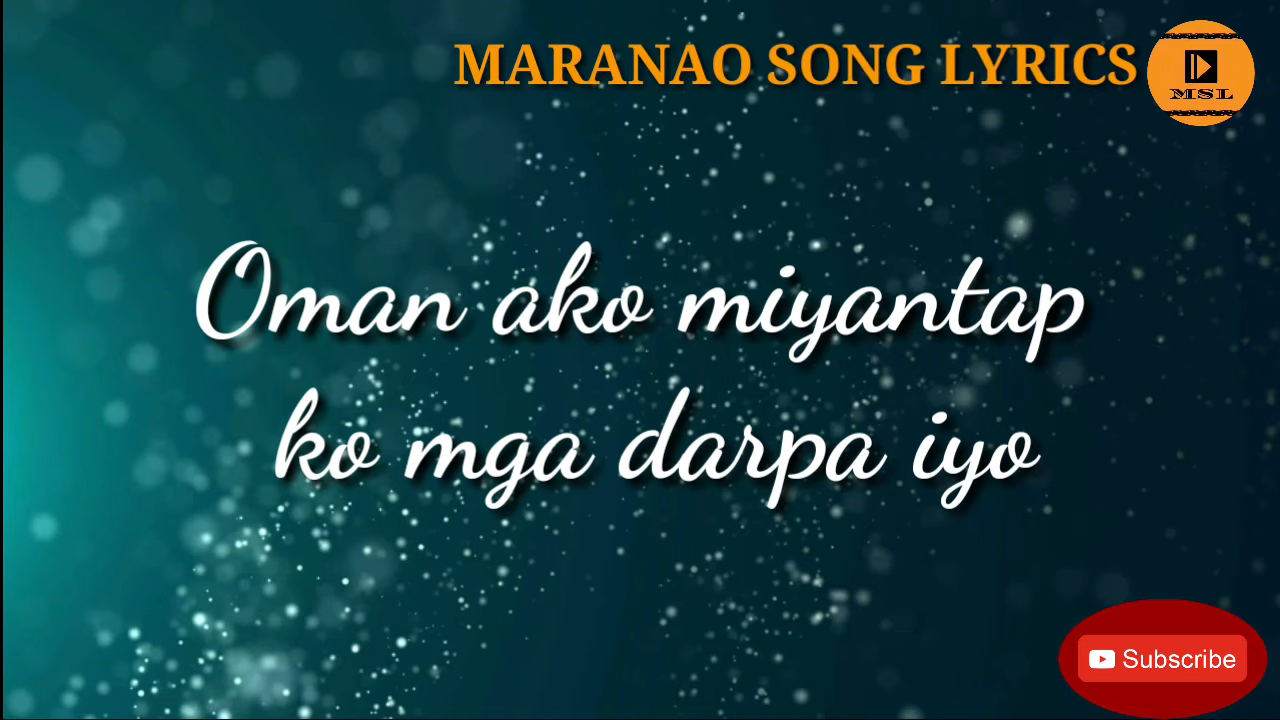 MARANAO SONG LYRICS
MSL
Oman ako miyantap
ko mga darpa iyo
Subscribe